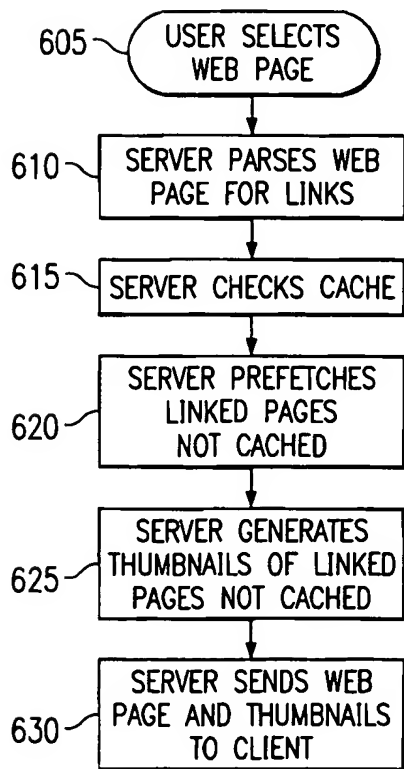 605
USER SELECTS
WEB PAGE
610
SERVER PARSES WEB
PAGE FOR LINKS
615
SERVER CHECKS CACHE
620
SERVER PREFETCHES
LINKED PAGES
NOT CACHED
625
SERVER GENERATES
THUMBNAILS OF LINKED
PAGES NOT CACHED
630
SERVER SENDS WEB
PAGE AND THUMBNAILS
TO CLIENT